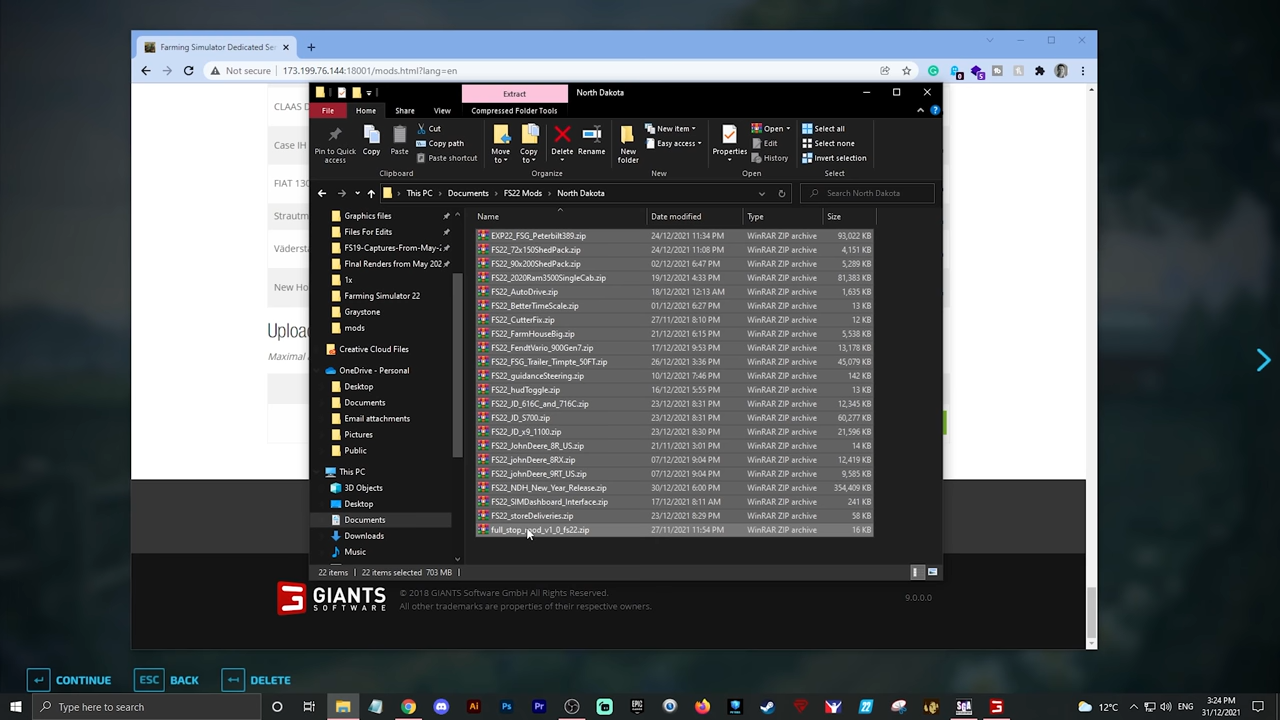 Farming Simulator Dedicated Se
Not secure 173.199.76.144:18001/mods.html?lang=en
CLAAS D
Case IH
FIAT 130
Strautm
Väderst
New Ho
Uploa
Maximal
Extract
North Dakota
File Home Share View Compressed Folder Tools
Pin to Quick access
Copy
Paste
Cut
Copy path
Paste shortcut
Move to
Copy to
Delete
Rename
New folder
New item
Easy access
Properties
Open
Edit
History
Select all
Select none
Invert selection
Clipboard
Organize
New
Open
Select
This PC > Documents > FS22 Mods > North Dakota
Search North Dakota
Graphics files
Files For Edits
FS19-Captures-From-May-2
FInal Renders from May 202
1x
Farming Simulator 22
Graystone
mods
Creative Cloud Files
OneDrive - Personal
Desktop
Documents
Email attachments
Pictures
Public
This PC
3D Objects
Desktop
Documents
Downloads
Music
Name Date modified Type Size
EXP22_FSG_Peterbilt389.zip 24/12/2021 11:34 PM WinRAR ZIP archive 93,022 KB
FS22_72x150ShedPack.zip 24/12/2021 11:08 PM WinRAR ZIP archive 4,151 KB
FS22_90x200ShedPack.zip 02/12/2021 6:47 PM WinRAR ZIP archive 5,289 KB
FS22_2020Ram3500SingleCab.zip 19/12/2021 4:33 PM WinRAR ZIP archive 81,383 KB
FS22_AutoDrive.zip 18/12/2021 12:13 AM WinRAR ZIP archive 1,635 KB
FS22_BetterTimeScale.zip 01/12/2021 6:27 PM WinRAR ZIP archive 13 KB
FS22_CutterFix.zip 27/11/2021 8:10 PM WinRAR ZIP archive 12 KB
FS22_FarmHouseBig.zip 21/12/2021 6:15 PM WinRAR ZIP archive 5,538 KB
FS22_FendtVario_900Gen7.zip 17/12/2021 9:53 PM WinRAR ZIP archive 13,178 KB
FS22_FSG_Trailer_Timpte_50FT.zip 26/12/2021 3:36 PM WinRAR ZIP archive 45,079 KB
FS22_guidanceSteering.zip 10/12/2021 7:46 PM WinRAR ZIP archive 142 KB
FS22_hudToggle.zip 16/12/2021 5:55 PM WinRAR ZIP archive 13 KB
FS22_JD_616C_and_716C.zip 23/12/2021 8:31 PM WinRAR ZIP archive 12,345 KB
FS22_JD_S700.zip 23/12/2021 8:31 PM WinRAR ZIP archive 60,277 KB
FS22_JD_x9_1100.zip 23/12/2021 8:30 PM WinRAR ZIP archive 21,596 KB
FS22_JohnDeere_8R_US.zip 21/11/2021 3:01 PM WinRAR ZIP archive 14 KB
FS22_johnDeere_8RX.zip 07/12/2021 9:04 PM WinRAR ZIP archive 12,419 KB
FS22_johnDeere_9RT_US.zip 07/12/2021 9:04 PM WinRAR ZIP archive 9,585 KB
FS22_NDH_New_Year_Release.zip 30/12/2021 6:00 PM WinRAR ZIP archive 354,409 KB
FS22_SIMDashboard_Interface.zip 17/12/2021 8:11 AM WinRAR ZIP archive 241 KB
FS22_storeDeliveries.zip 23/12/2021 8:29 PM WinRAR ZIP archive 58 KB
full_stop_mod_v1_0_fs22.zip 27/11/2021 11:54 PM WinRAR ZIP archive 16 KB
22 items 22 items selected 703 MB
GIANTS SOFTWARE
© 2018 GIANTS Software GmbH All Rights Reserved.
All other trademarks are properties of their respective owners.
9.0.0.0
CONTINUE ESC BACK DELETE
Type here to search
12°C ENG 3:24 PM 31/12/2021